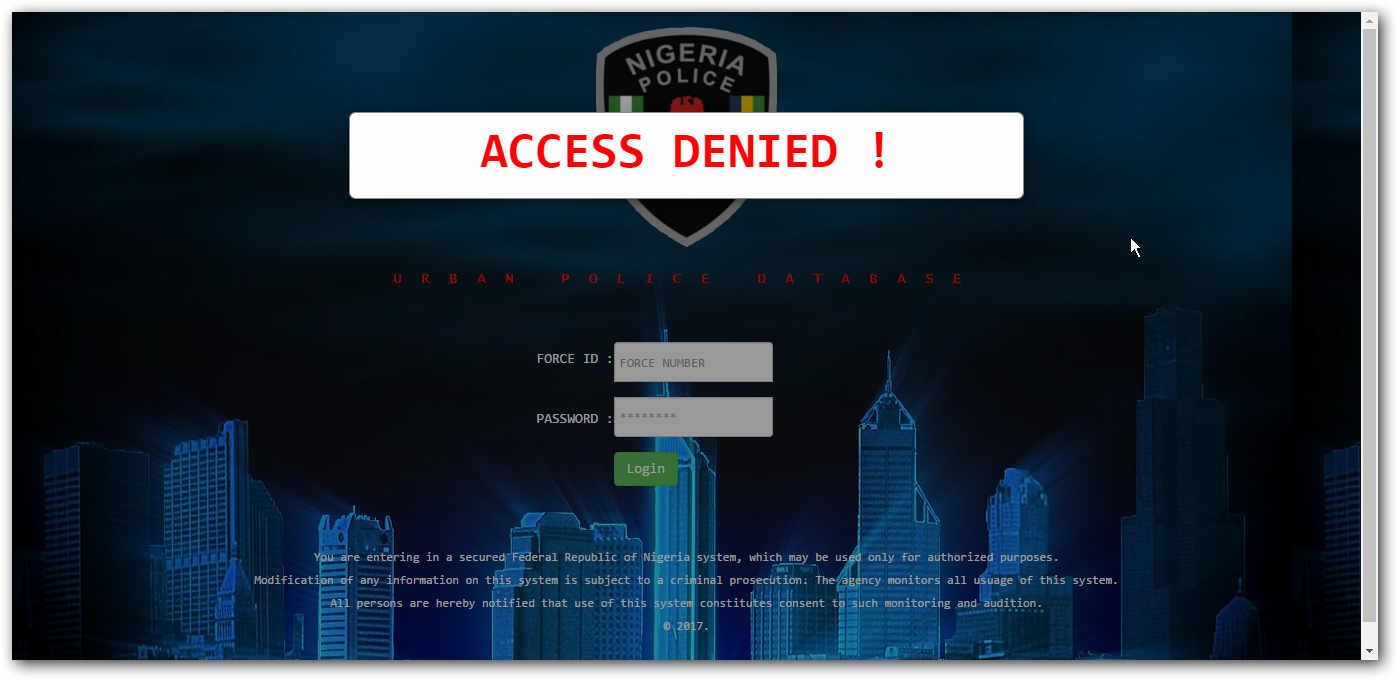 NIGERIA
POLICE
ACCESS DENIED !
URBAN POLICE DATABASE
FORCE ID : FORCE NUMBER
PASSWORD : ********
Login
You are entering in a secured Federal Republic of Nigeria system, which may be used only for authorized purposes.
Modification of any information on this system is subject to a criminal prosecution. The agency monitors all usuage of this system.
All persons are hereby notified that use of this system constitutes consent to such monitoring and audition.
© 2017.